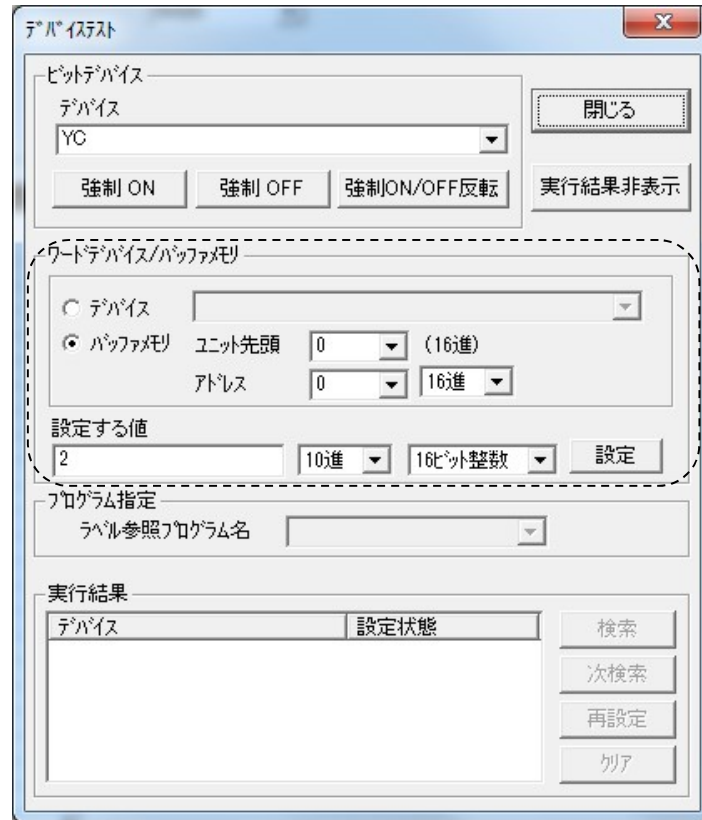 ﾃﾞﾊﾞｲｽﾃｽﾄ
ﾋﾞｯﾄﾃﾞﾊﾞｲｽ
ﾃﾞﾊﾞｲｽ
YC
閉じる
強制 ON 強制 OFF 強制ON/OFF反転 実行結果非表示
ﾜｰﾄﾞﾃﾞﾊﾞｲｽ/ﾊﾞｯﾌｧﾒﾓﾘ
ﾃﾞﾊﾞｲｽ
ﾊﾞｯﾌｧﾒﾓﾘ ﾕﾆｯﾄ先頭 0 (16進)
ｱﾄﾞﾚｽ 0 16進
設定する値
2 10進 16ﾋﾞｯﾄ整数 設定
ﾌﾟﾛｸﾞﾗﾑ指定
ﾗﾍﾞﾙ参照ﾌﾟﾛｸﾞﾗﾑ名
実行結果
ﾃﾞﾊﾞｲｽ 設定状態
検索
次検索
再設定
ｸﾘｱ